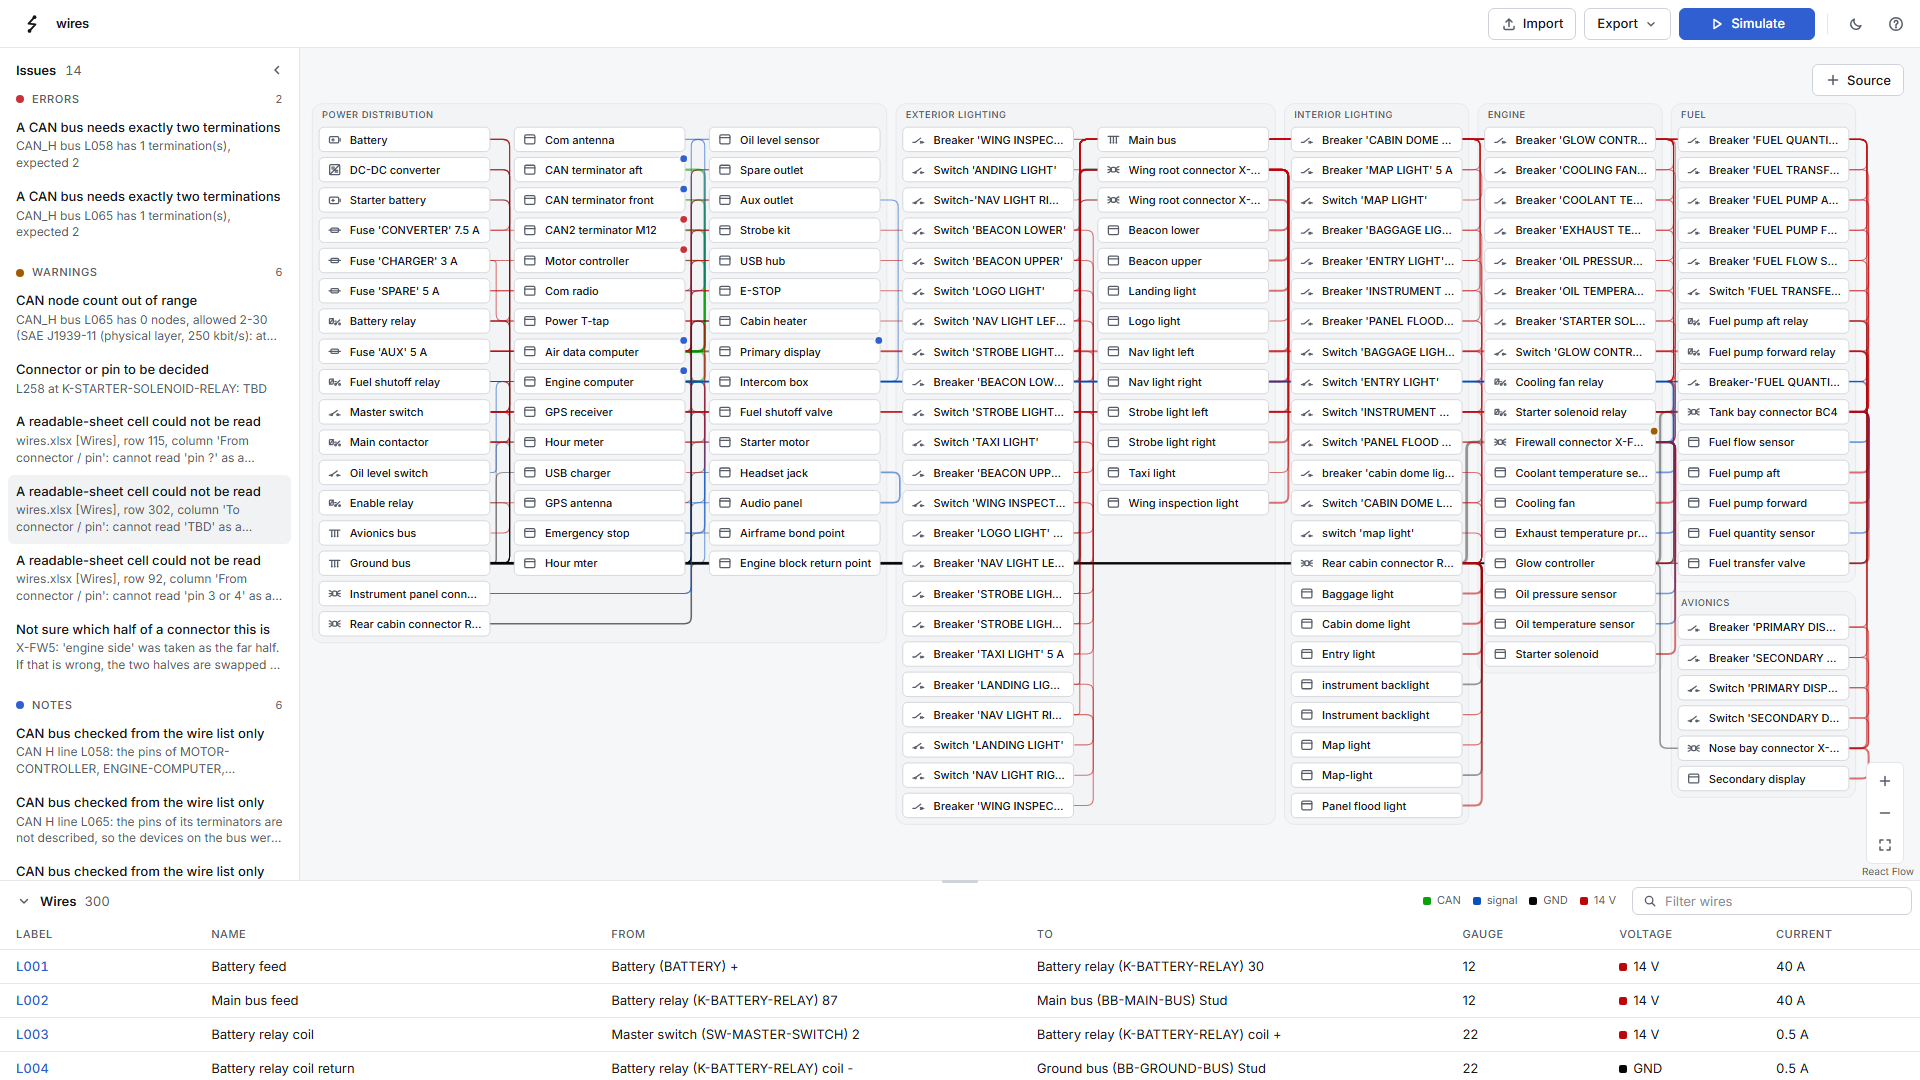 wires
Import
Export
Simulate
Issues 14
ERRORS 2
A CAN bus needs exactly two terminations
CAN_H bus L058 has 1 termination(s),
expected 2
A CAN bus needs exactly two terminations
CAN_H bus L065 has 1 termination(s),
expected 2
WARNINGS 6
CAN node count out of range
CAN_H bus L065 has 0 nodes, allowed 2-30
(SAE J1939-11 (physical layer, 250 kbit/s): at...
Connector or pin to be decided
L258 at K-STARTER-SOLENOID-RELAY: TBD
A readable-sheet cell could not be read
wires.xlsx [Wires], row 115, column 'From
connector / pin': cannot read 'pin ?' as a...
A readable-sheet cell could not be read
wires.xlsx [Wires], row 302, column 'To
connector / pin': cannot read 'TBD' as a...
A readable-sheet cell could not be read
wires.xlsx [Wires], row 92, column 'From
connector / pin': cannot read 'pin 3 or 4' as a...
Not sure which half of a connector this is
X-FW5: 'engine side' was taken as the far half.
If that is wrong, the two halves are swapped ...
NOTES 6
CAN bus checked from the wire list only
CAN H line L058: the pins of MOTOR-
CONTROLLER, ENGINE-COMPUTER,...
CAN bus checked from the wire list only
CAN H line L065: the pins of its terminators are
not described, so the devices on the bus wer...
CAN bus checked from the wire list only
Source
POWER DISTRIBUTION
Battery
DC-DC converter
Starter battery
Fuse 'CONVERTER' 7.5 A
Fuse 'CHARGER' 3 A
Fuse 'SPARE' 5 A
Battery relay
Fuse 'AUX' 5 A
Fuel shutoff relay
Master switch
Main contactor
Oil level switch
Enable relay
Avionics bus
Ground bus
Instrument panel conn...
Rear cabin connector R...
Com antenna
CAN terminator aft
CAN terminator front
CAN2 terminator M12
Motor controller
Com radio
Power T-tap
Air data computer
Engine computer
GPS receiver
Hour meter
USB charger
GPS antenna
Emergency stop
Hour mter
Oil level sensor
Spare outlet
Aux outlet
Strobe kit
USB hub
E-STOP
Cabin heater
Primary display
Intercom box
Fuel shutoff valve
Starter motor
Headset jack
Audio panel
Airframe bond point
Engine block return point
EXTERIOR LIGHTING
Breaker 'WING INSPEC...
Switch 'ANDING LIGHT'
Switch-'NAV LIGHT RI...
Switch 'BEACON LOWER'
Switch 'BEACON UPPER'
Switch 'LOGO LIGHT'
Switch 'NAV LIGHT LEF...
Switch 'STROBE LIGHT...
Breaker 'BEACON LOW...
Switch 'STROBE LIGHT...
Switch 'TAXI LIGHT'
Breaker 'BEACON UPP...
Switch 'WING INSPECT...
Breaker 'LOGO LIGHT' ...
Breaker 'NAV LIGHT LE...
Breaker 'STROBE LIGH...
Breaker 'STROBE LIGH...
Breaker 'TAXI LIGHT' 5 A
Breaker 'LANDING LIG...
Breaker 'NAV LIGHT RI...
Switch 'LANDING LIGHT'
Switch 'NAV LIGHT RIG...
Breaker 'WING INSPEC...
Main bus
Wing root connector X-...
Wing root connector X-...
Beacon lower
Beacon upper
Landing light
Logo light
Nav light left
Nav light right
Strobe light left
Strobe light right
Taxi light
Wing inspection light
INTERIOR LIGHTING
Breaker 'CABIN DOME ...
Breaker 'MAP LIGHT' 5 A
Switch 'MAP LIGHT'
Breaker 'BAGGAGE LIG...
Breaker 'ENTRY LIGHT'...
Breaker 'INSTRUMENT ...
Breaker 'PANEL FLOOD...
Switch 'BAGGAGE LIGH...
Switch 'ENTRY LIGHT'
Switch 'INSTRUMENT ...
Switch 'PANEL FLOOD ...
breaker 'cabin dome lig...
Switch 'CABIN DOME L...
switch 'map light'
Rear cabin connector R...
Baggage light
Cabin dome light
Entry light
instrument backlight
Instrument backlight
Map light
Map-light
Panel flood light
ENGINE
Breaker 'GLOW CONTR...
Breaker 'COOLING FAN...
Breaker 'COOLANT TE...
Breaker 'EXHAUST TE...
Breaker 'OIL PRESSUR...
Breaker 'OIL TEMPERA...
Breaker 'STARTER SOL...
Switch 'GLOW CONTR...
Cooling fan relay
Starter solenoid relay
Firewall connector X-F...
Coolant temperature se...
Cooling fan
Exhaust temperature pr...
Glow controller
Oil pressure sensor
Oil temperature sensor
Starter solenoid
FUEL
Breaker 'FUEL QUANTI...
Breaker 'FUEL TRANSF...
Breaker 'FUEL PUMP A...
Breaker 'FUEL PUMP F...
Breaker 'FUEL FLOW S...
Switch 'FUEL TRANSFE...
Fuel pump aft relay
Fuel pump forward relay
Breaker-'FUEL QUANTI...
Tank bay connector BC4
Fuel flow sensor
Fuel pump aft
Fuel pump forward
Fuel quantity sensor
Fuel transfer valve
AVIONICS
Breaker 'PRIMARY DIS...
Breaker 'SECONDARY ...
Switch 'PRIMARY DISP...
Switch 'SECONDARY D...
Nose bay connector X-...
Secondary display
React Flow
Wires 300
CAN signal GND 14 V
Filter wires
LABEL NAME FROM TO GAUGE VOLTAGE CURRENT
L001 Battery feed Battery (BATTERY) + Battery relay (K-BATTERY-RELAY) 30 12 14 V 40 A
L002 Main bus feed Battery relay (K-BATTERY-RELAY) 87 Main bus (BB-MAIN-BUS) Stud 12 14 V 40 A
L003 Battery relay coil Master switch (SW-MASTER-SWITCH) 2 Battery relay (K-BATTERY-RELAY) coil + 22 14 V 0.5 A
L004 Battery relay coil return Battery relay (K-BATTERY-RELAY) coil - Ground bus (BB-GROUND-BUS) Stud 22 GND 0.5 A